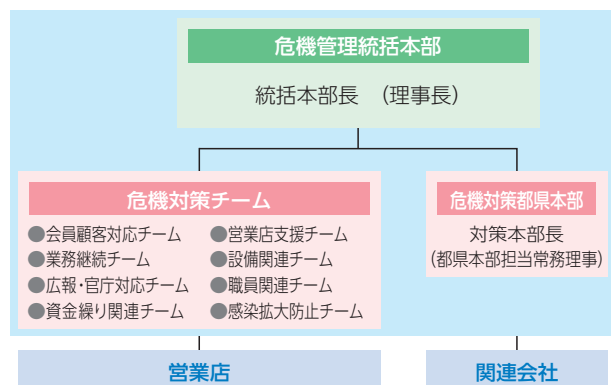 危機管理統括本部
統括本部長　（理事長）
危機対策チーム
●会員顧客対応チーム　●営業店支援チーム
●業務継続チーム　●設備関連チーム
●広報・官庁対応チーム　●職員関連チーム
●資金繰り関連チーム　●感染拡大防止チーム
危機対策都県本部
対策本部長
(都県本部担当常務理事)
営業店
関連会社